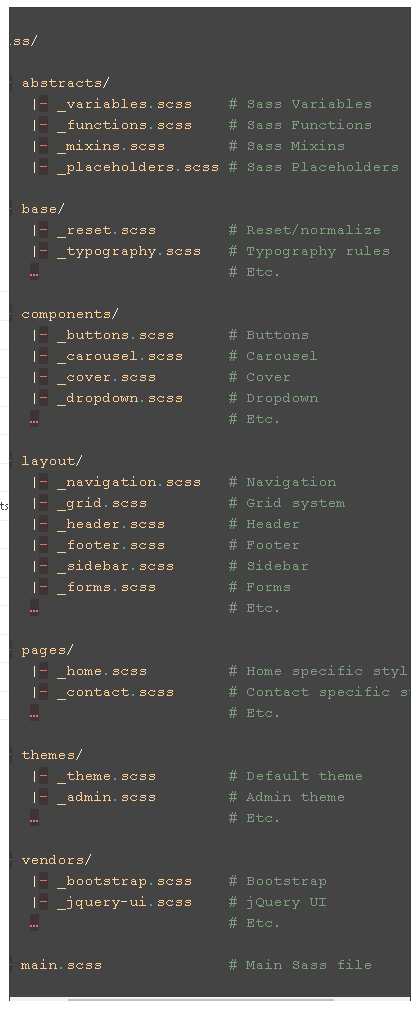 ss/
abstracts/
|- _variables.scss # Sass Variables
|- _functions.scss # Sass Functions
|- _mixins.scss # Sass Mixins
|- _placeholders.scss # Sass Placeholders
base/
|- _reset.scss # Reset/normalize
|- _typography.scss # Typography rules
… # Etc.
components/
|- _buttons.scss # Buttons
|- _carousel.scss # Carousel
|- _cover.scss # Cover
|- _dropdown.scss # Dropdown
… # Etc.
layout/
|- _navigation.scss # Navigation
|- _grid.scss # Grid system
|- _header.scss # Header
ts
|- _footer.scss # Footer
|- _sidebar.scss # Sidebar
|- _forms.scss # Forms
… # Etc.
pages/
|- _home.scss # Home specific styl
|- _contact.scss # Contact specific s
… # Etc.
themes/
|- _theme.scss # Default theme
|- _admin.scss # Admin theme
… # Etc.
vendors/
|- _bootstrap.scss # Bootstrap
|- _jquery-ui.scss # jQuery UI
… # Etc.
main.scss # Main Sass file